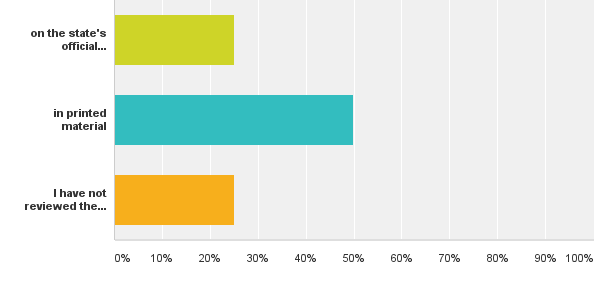 on the state's
official...
in printed
material
I have not
reviewed the...
0% 10% 20% 30% 40% 50% 60% 70% 80% 90% 100%